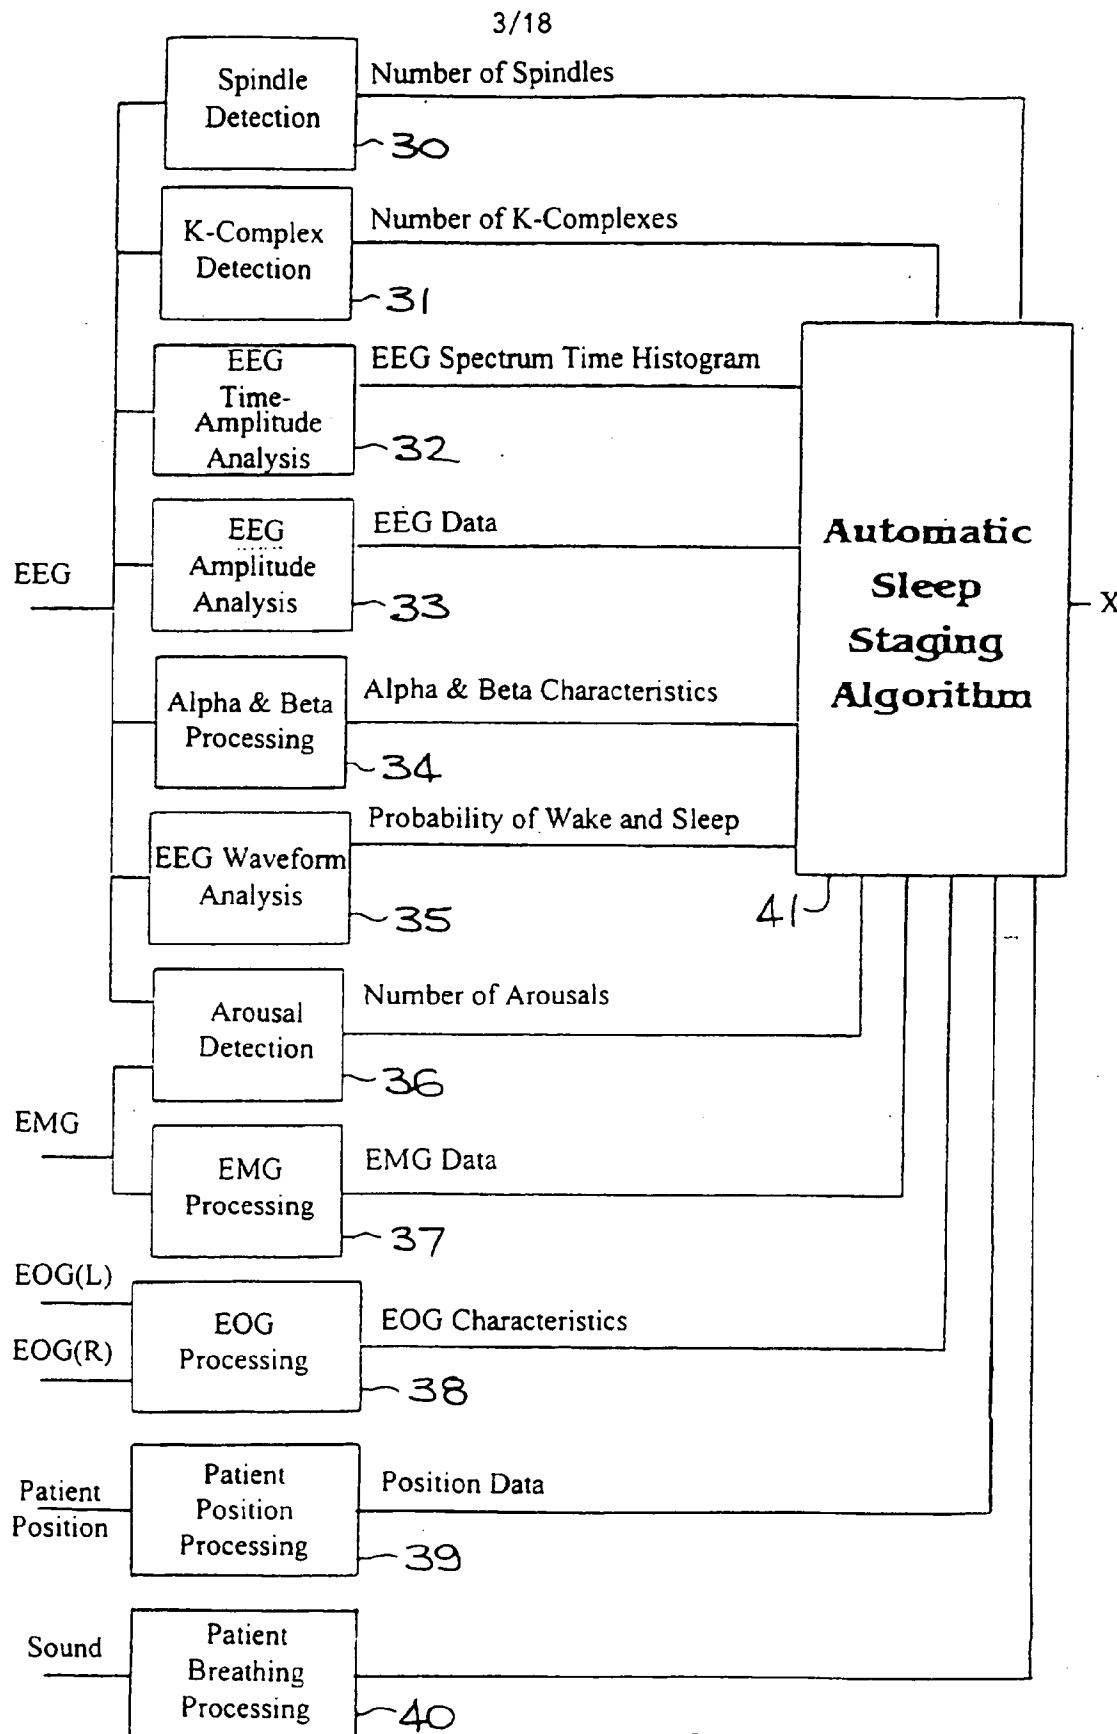 3/18
Spindle
Detection
Number of Spindles
30
K-Complex
Detection
Number of K-Complexes
31
EEG
Time-
Amplitude
Analysis
EEG Spectrum Time Histogram
32
EEG
Amplitude
Analysis
EEG Data
33
EEG
Alpha & Beta
Processing
Alpha & Beta Characteristics
34
EEG Waveform
Analysis
Probability of Wake and Sleep
35
Automatic
Sleep
Staging
Algorithm
X
41
Arousal
Detection
Number of Arousals
36
EMG
EMG
Processing
EMG Data
37
EOG(L)
EOG(R)
EOG
Processing
EOG Characteristics
38
Patient
Position
Patient
Position
Processing
Position Data
39
Sound
Patient
Breathing
Processing
40